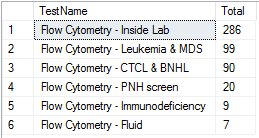 TestName Total
1 Flow Cytometry - Inside Lab 286
2 Flow Cytometry - Leukemia & MDS 99
3 Flow Cytometry - CTCL & BNHL 90
4 Flow Cytometry - PNH screen 20
5 Flow Cytometry - Immunodeficiency 9
6 Flow Cytometry - Fluid 7